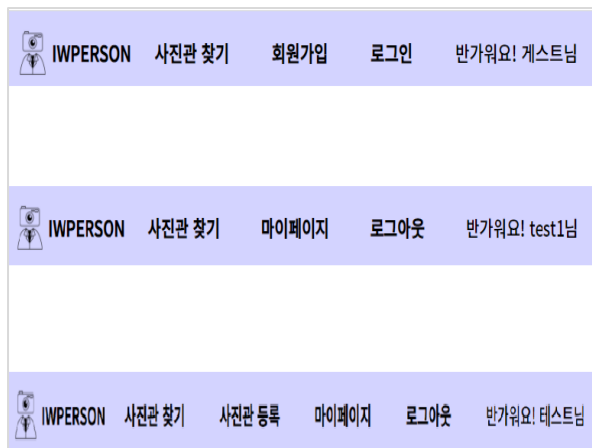 IWPERSON 사진관 찾기 회원가입 로그인 반가워요! 게스트님
IWPERSON 사진관 찾기 마이페이지 로그아웃 반가워요! test1님
IWPERSON 사진관 찾기 사진관 등록 마이페이지 로그아웃 반가워요! 테스트님